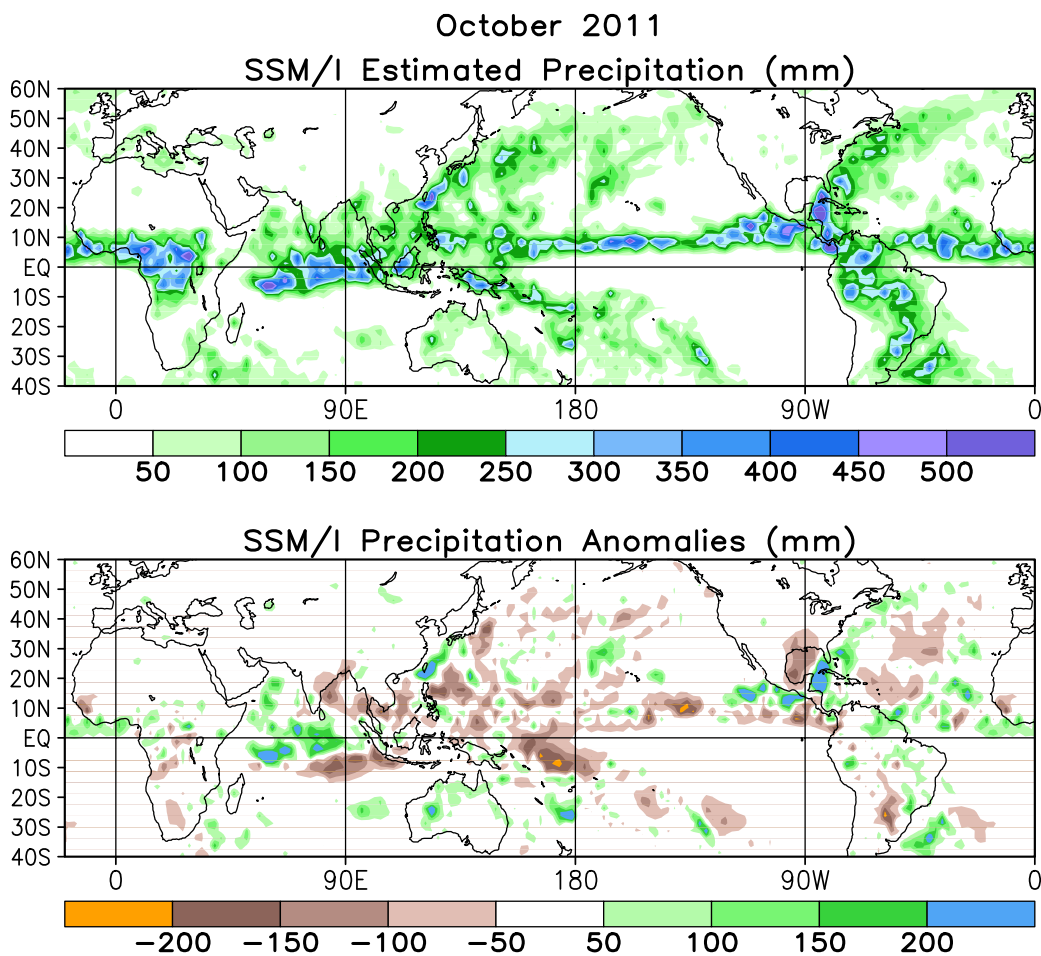 October 2011
SSM/I Estimated Precipitation (mm)
60N
50N
40N
30N
20N
10N
EQ
10S
20S
30S
40S
0 90E 180 90W 0
50 100 150 200 250 300 350 400 450 500
SSM/I Precipitation Anomalies (mm)
60N
50N
40N
30N
20N
10N
EQ
10S
20S
30S
40S
0 90E 180 90W 0
−200 −150 −100 −50 50 100 150 200